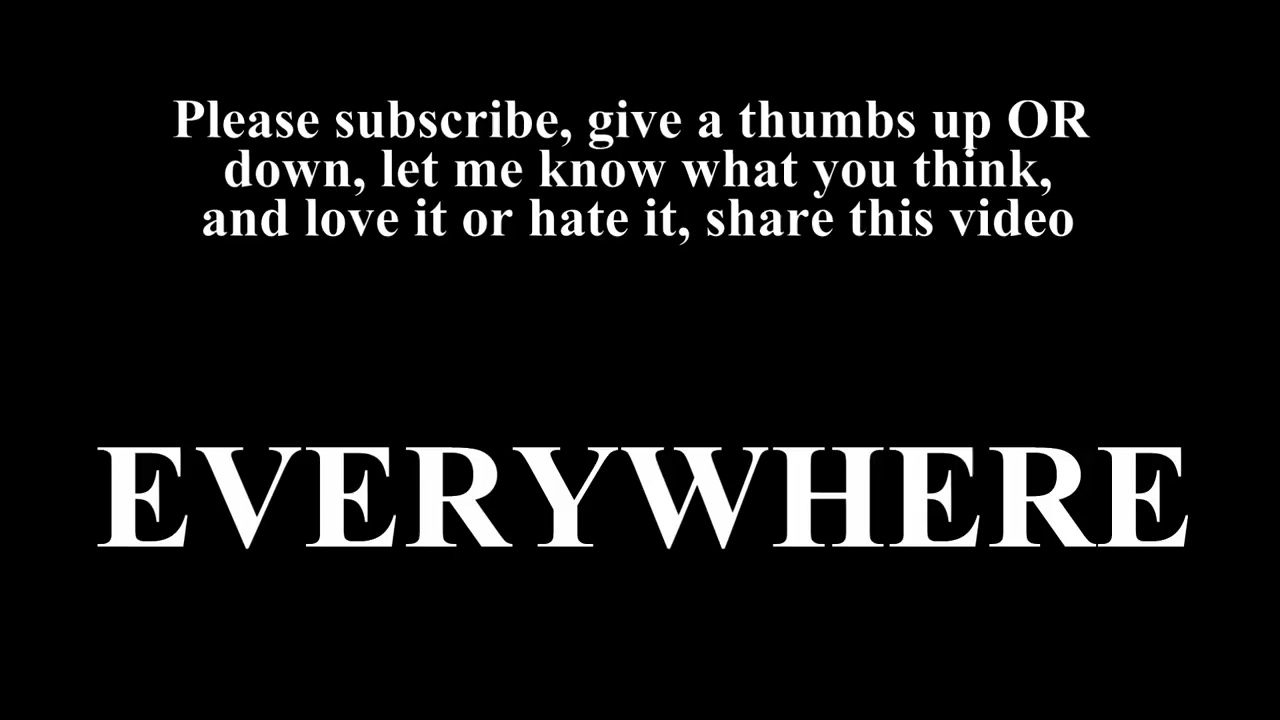 Please subscribe, give a thumbs up OR
down, let me know what you think,
and love it or hate it, share this video
EVERYWHERE